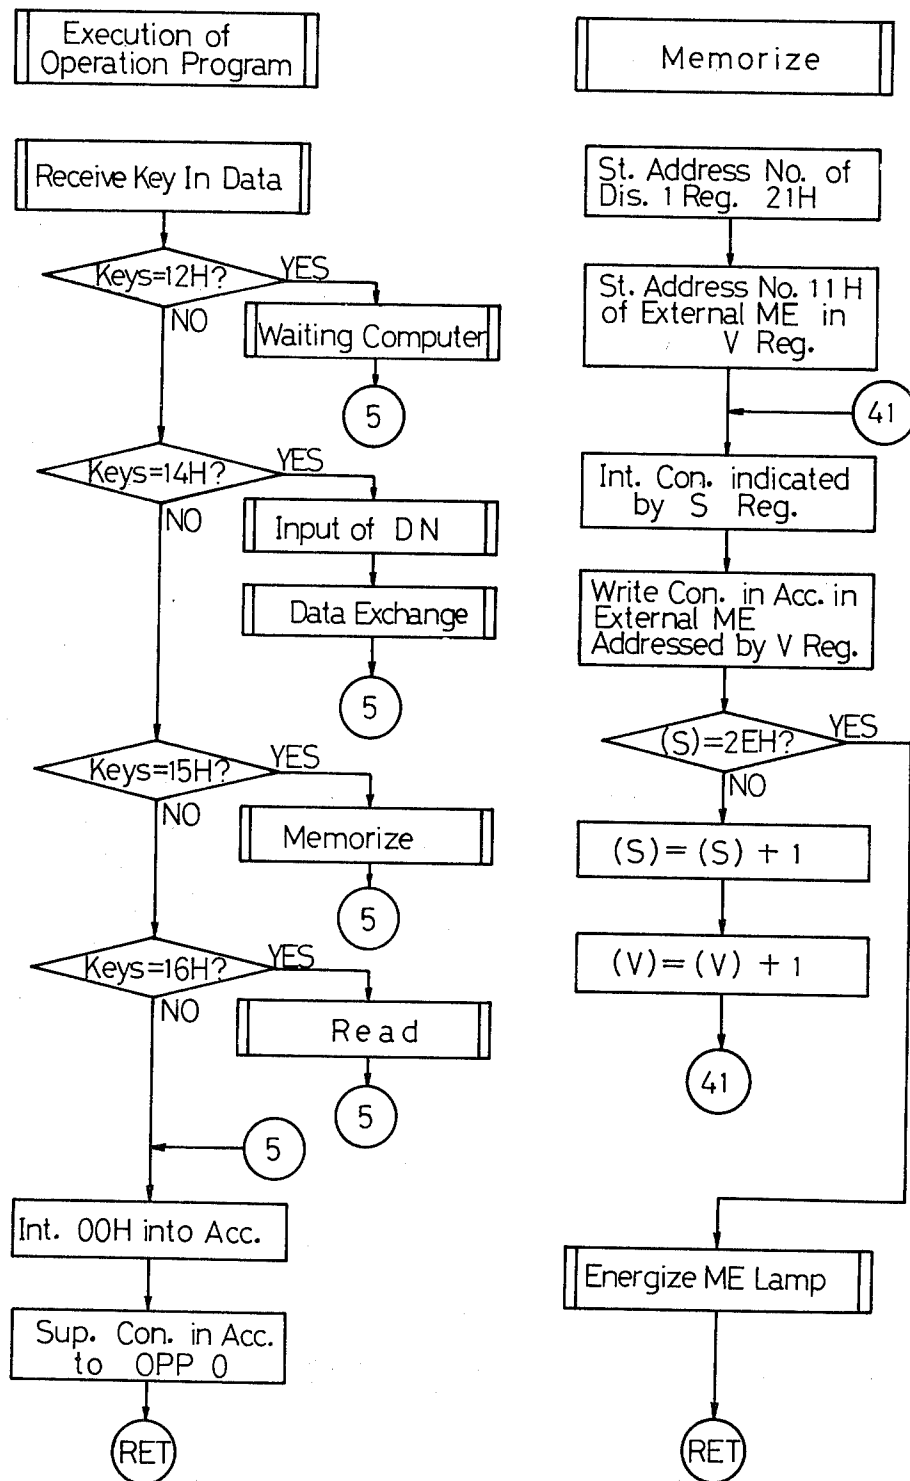 Execution of
Operation Program
Receive Key In Data
Keys=12H?
YES
NO
Waiting Computer
5
Keys=14H?
YES
NO
Input of DN
Data Exchange
5
Keys=15H?
YES
NO
Memorize
5
Keys=16H?
YES
NO
Read
5
5
Int. 00H into Acc.
Sup. Con. in Acc.
to OPP 0
RET
Memorize
St. Address No. of
Dis. 1 Reg. 21H
St. Address No. 11H
of External ME in
V Reg.
41
Int. Con. indicated
by S Reg.
Write Con. in Acc. in
External ME
Addressed by V Reg.
(S)=2EH?
YES
NO
(S)=(S)+1
(V)=(V)+1
41
Energize ME Lamp
RET